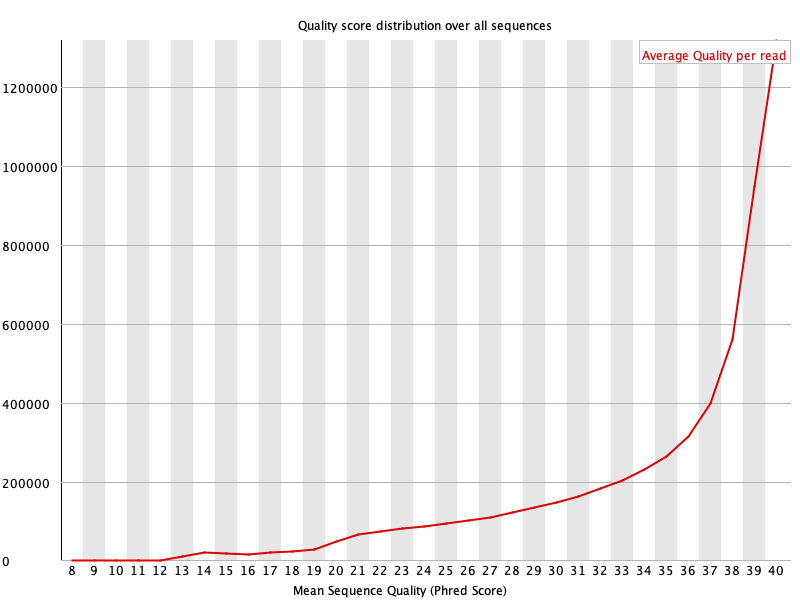 Quality score distribution over all sequences
Average Quality per read
1200000
1000000
800000
600000
400000
200000
0
8 9 10 11 12 13 14 15 16 17 18 19 20 21 22 23 24 25 26 27 28 29 30 31 32 33 34 35 36 37 38 39 40
Mean Sequence Quality (Phred Score)